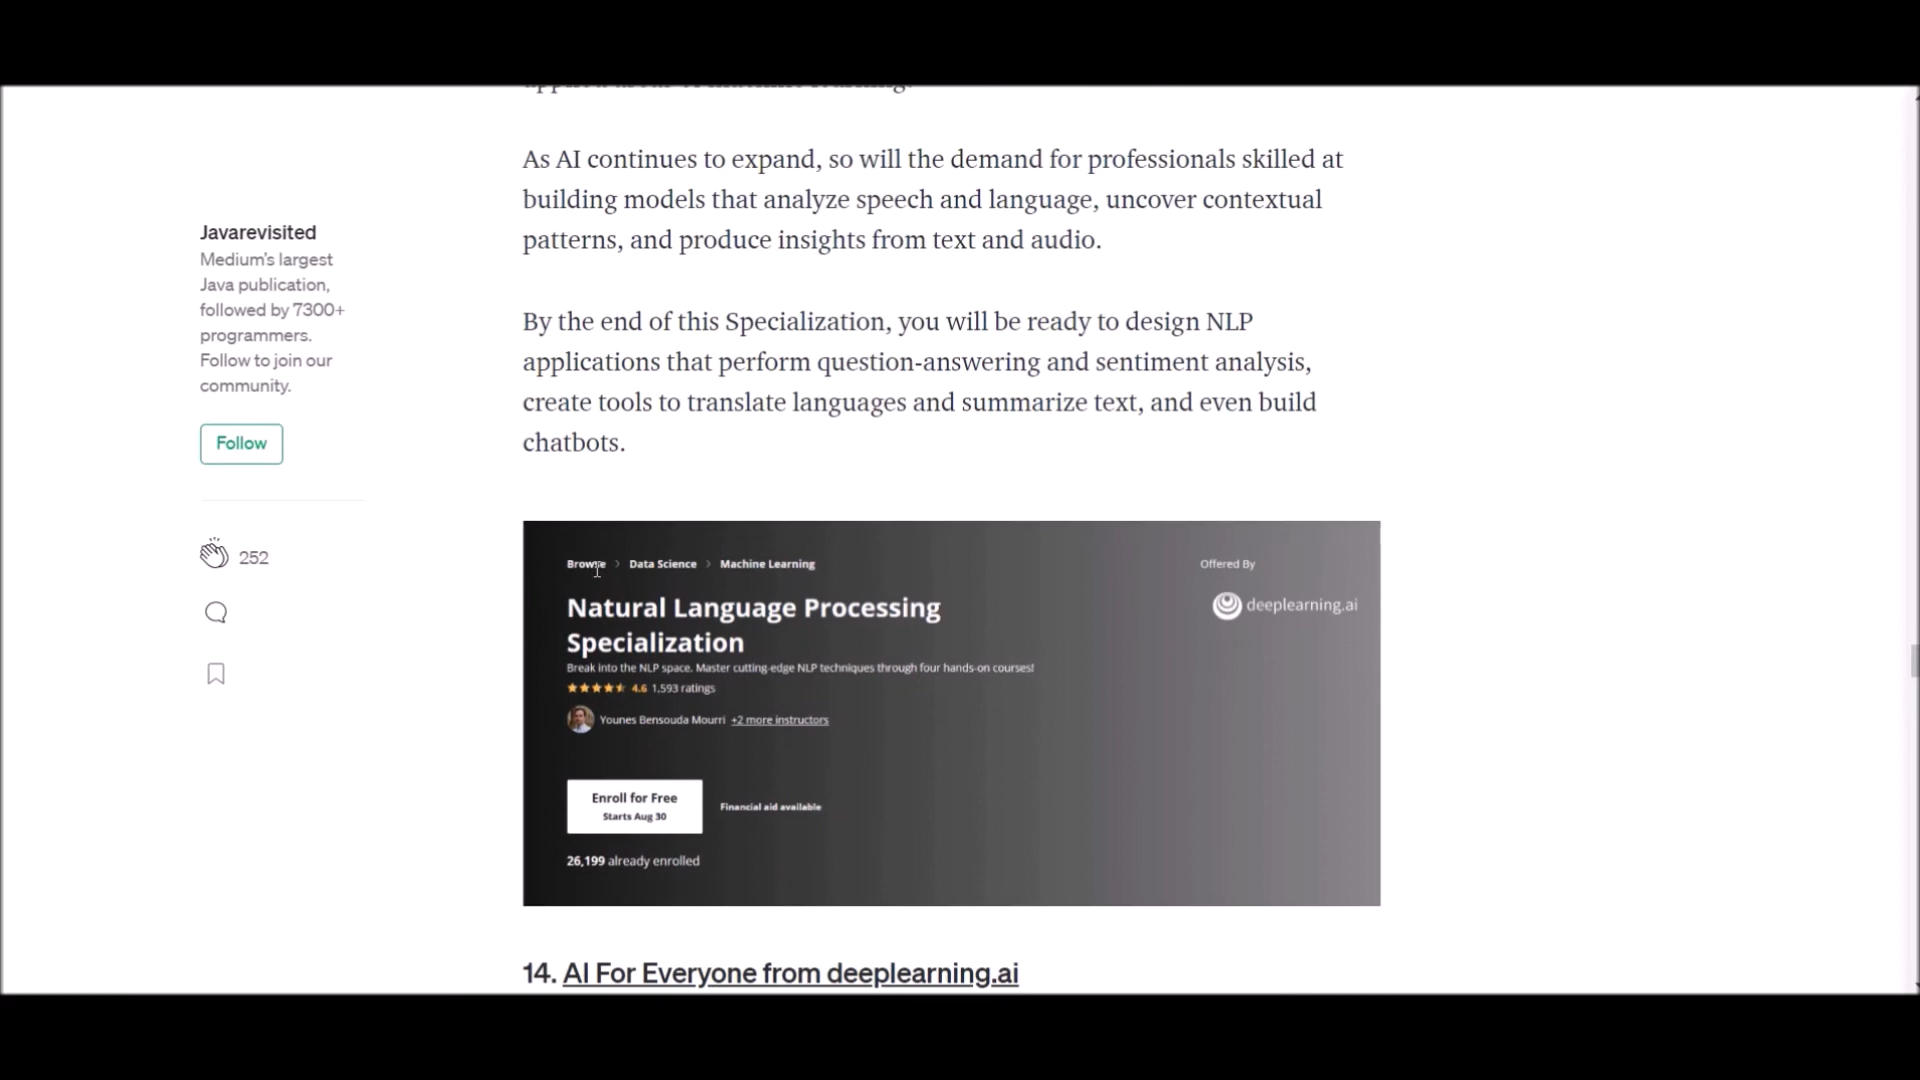 As AI continues to expand, so will the demand for professionals skilled at
building models that analyze speech and language, uncover contextual
patterns, and produce insights from text and audio.
Javarevisited
Medium's largest
Java publication,
followed by 7300+
programmers.
Follow to join our
community.
Follow
252
By the end of this Specialization, you will be ready to design NLP
applications that perform question-answering and sentiment analysis,
create tools to translate languages and summarize text, and even build
chatbots.
Browse > Data Science > Machine Learning
Offered By
deeplearning.ai
Natural Language Processing
Specialization
Break into the NLP space. Master cutting-edge NLP techniques through four hands-on courses!
4.6 1,593 ratings
Younes Bensouda Mourri +2 more instructors
Enroll for Free
Starts Aug 30
Financial aid available
26,199 already enrolled
14. AI For Everyone from deeplearning.ai